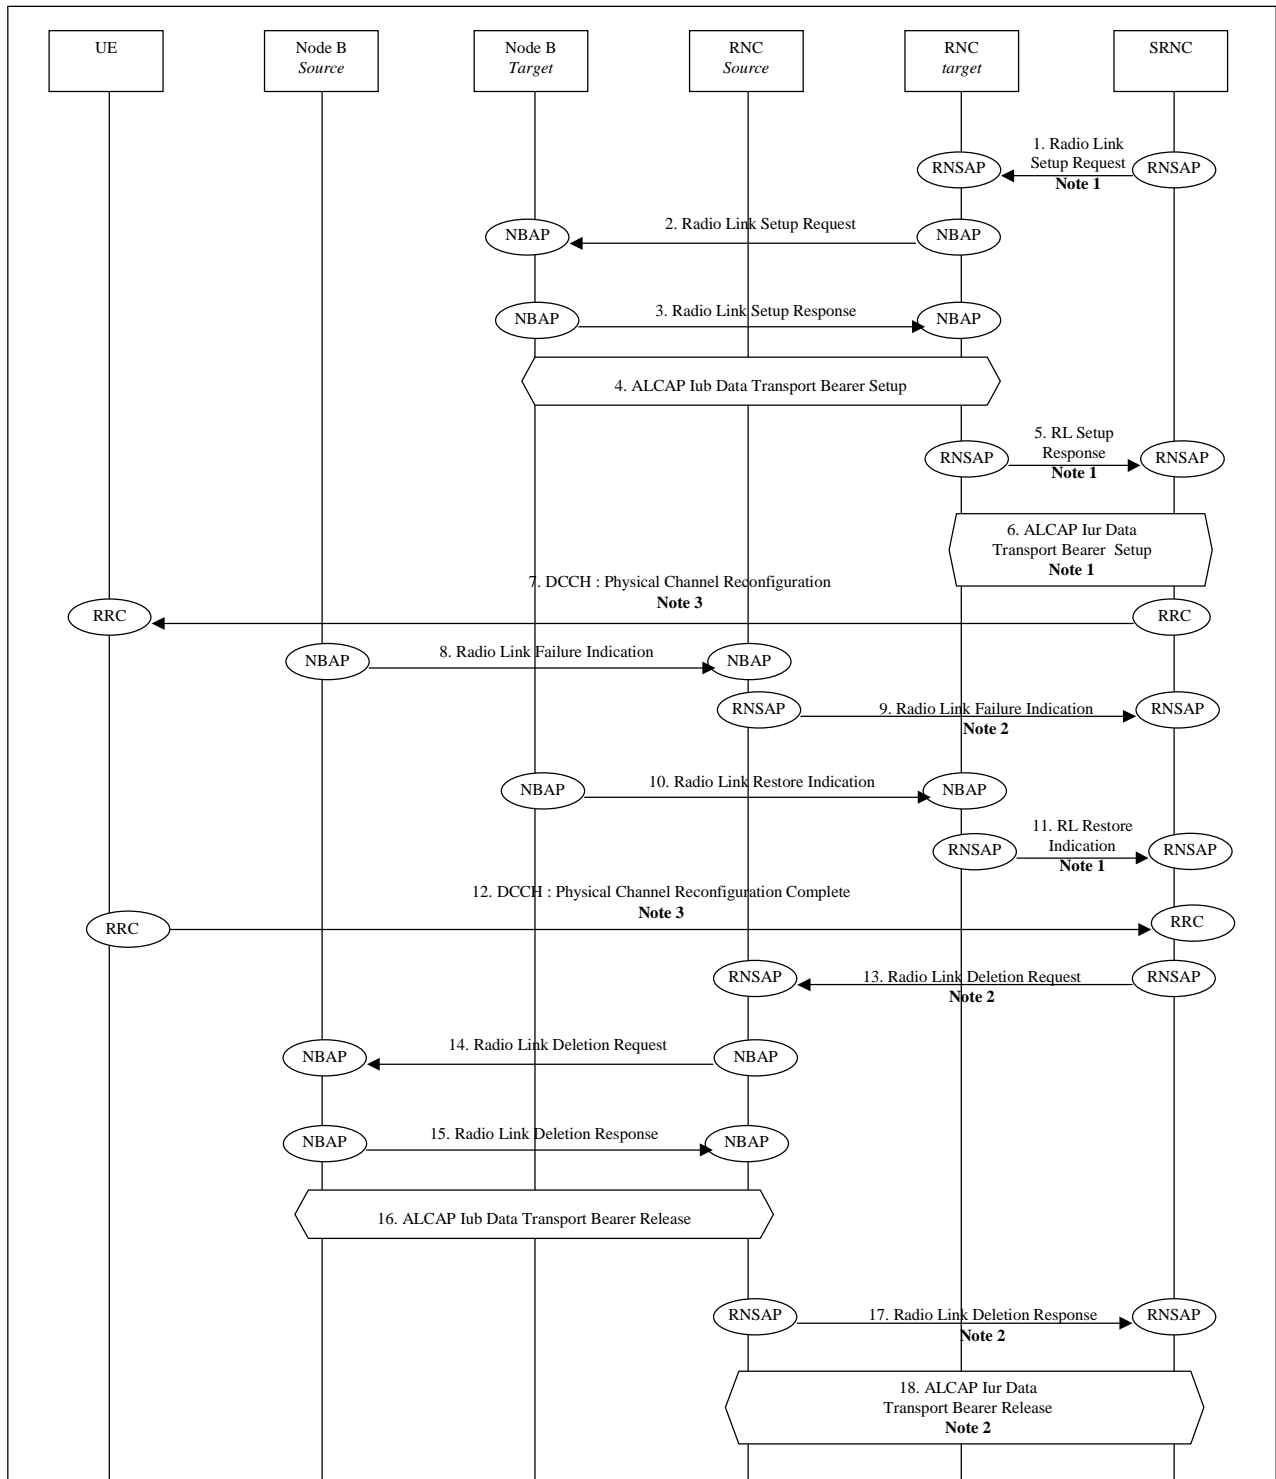 UE
Node B
Source
Node B
Target
RNC
Source
RNC
target
SRNC
1. Radio Link
Setup Request
Note 1
RNSAP
RNSAP
2. Radio Link Setup Request
NBAP
NBAP
3. Radio Link Setup Response
NBAP
NBAP
4. ALCAP Iub Data Transport Bearer Setup
5. RL Setup
Response
Note 1
RNSAP
RNSAP
6. ALCAP Iur Data
Transport Bearer Setup
Note 1
7. DCCH : Physical Channel Reconfiguration
Note 3
RRC
RRC
8. Radio Link Failure Indication
NBAP
NBAP
9. Radio Link Failure Indication
Note 2
RNSAP
RNSAP
10. Radio Link Restore Indication
NBAP
NBAP
11. RL Restore
Indication
Note 1
RNSAP
RNSAP
12. DCCH : Physical Channel Reconfiguration Complete
Note 3
RRC
RRC
13. Radio Link Deletion Request
Note 2
RNSAP
RNSAP
14. Radio Link Deletion Request
NBAP
NBAP
15. Radio Link Deletion Response
NBAP
NBAP
16. ALCAP Iub Data Transport Bearer Release
17. Radio Link Deletion Response
Note 2
RNSAP
RNSAP
18. ALCAP Iur Data
Transport Bearer Release
Note 2